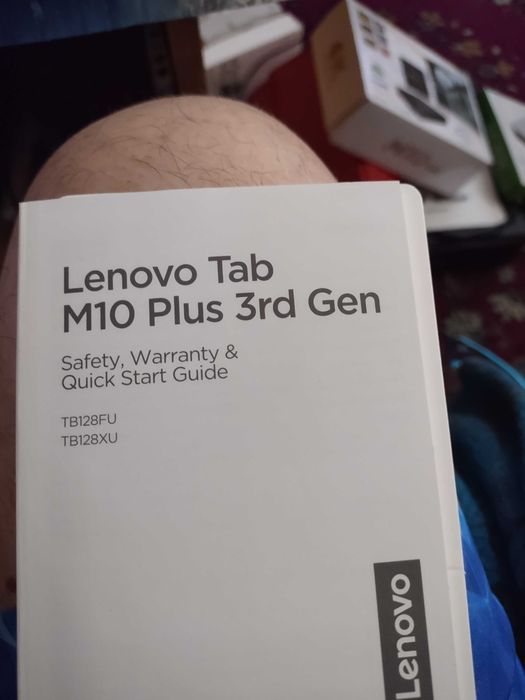 Lenovo Tab
M10 Plus 3rd Gen
Safety, Warranty &
Quick Start Guide
TB128FU
TB128XU
Lenovo